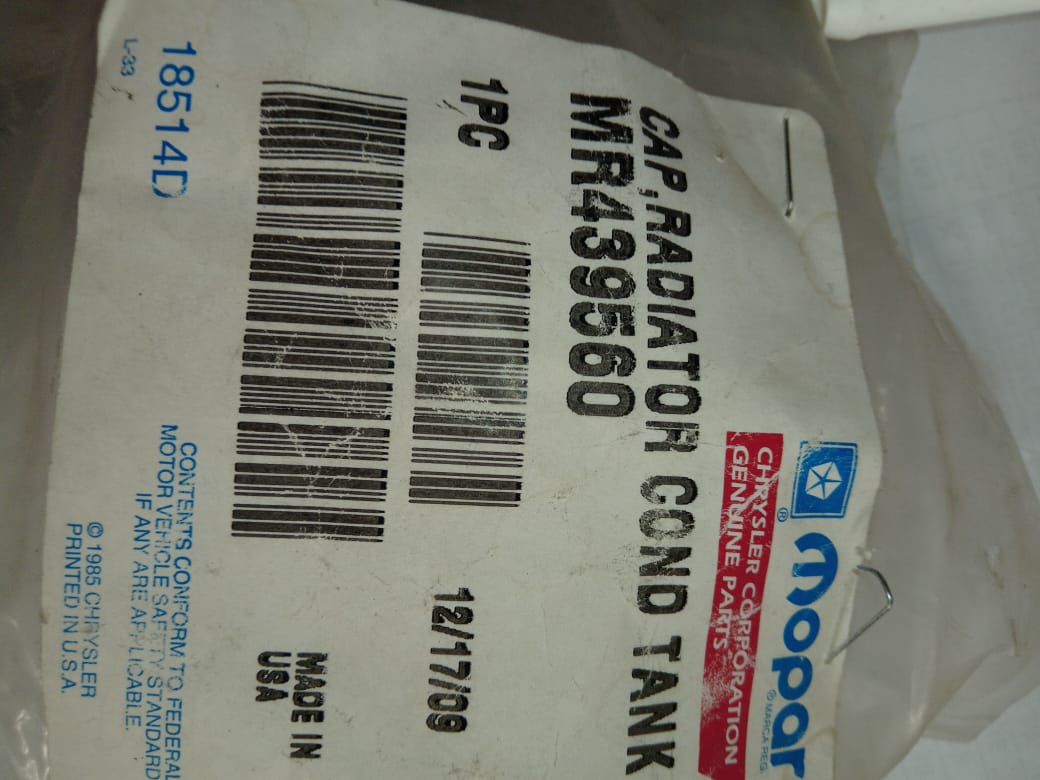 mopar
®
® MARCA REG.
CHRYSLER CORPORATION
GENUINE PARTS
CAP,RADIATOR COND TANK
MR439560
1PC
12/17/09
MADE IN
USA
18514D
L-33
CONTENTS CONFORM TO FEDERAL
MOTOR VEHICLE SAFETY STANDARD
IF ANY ARE APPLICABLE.
© 1985 CHRYSLER
PRINTED IN U.S.A.